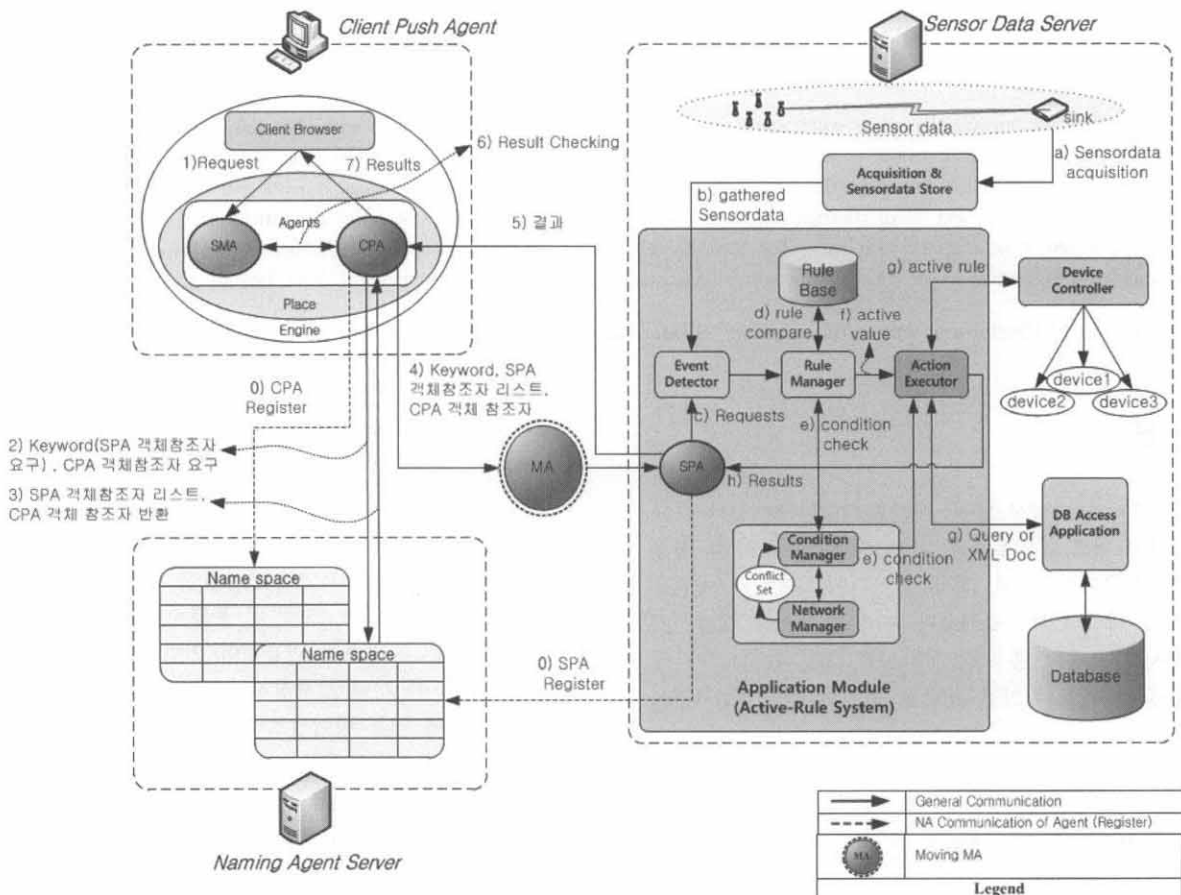 Client Push Agent
Sensor Data Server
Client Browser
1)Request
7) Results
6) Result Checking
Agents
SMA
CPA
Place
Engine
5) 결과
Sensor data
sink
a) Sensordata
acquisition
Acquisition &
Sensordata Store
b) gathered
Sensordata
Rule
Base
g) active rule
Device
Controller
d) rule
compare
f) active
value
Event
Detector
Rule
Manager
Action
Executor
device1
device2
device3
0) CPA
Register
4) Keyword, SPA
객체참조자 리스트,
CPA 객체 참조자
c) Requests
e) condition
check
2) Keyword(SPA 객체참조자
요구) , CPA 객체참조자 요구
MA
SPA
h) Results
3) SPA 객체참조자 리스트,
CPA 객체 참조자 반환
Condition
Manager
e) condition
check
g) Query or
XML Doc
DB Access
Application
Conflict
Set
Network
Manager
Name space
Name space
0) SPA
Register
Application Module
(Active-Rule System)
Database
Naming Agent Server
General Communication
NA Communication of Agent (Register)
MA
Moving MA
Legend